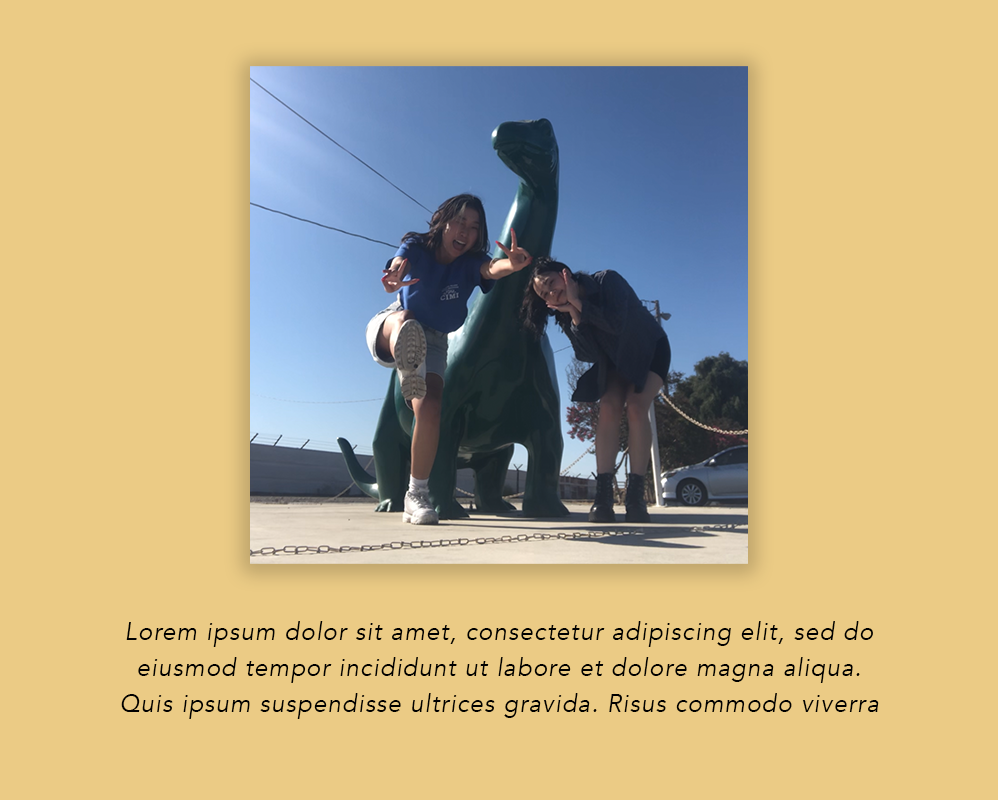 CIMI
Lorem ipsum dolor sit amet, consectetur adipiscing elit, sed do
eiusmod tempor incididunt ut labore et dolore magna aliqua.
Quis ipsum suspendisse ultrices gravida. Risus commodo viverra